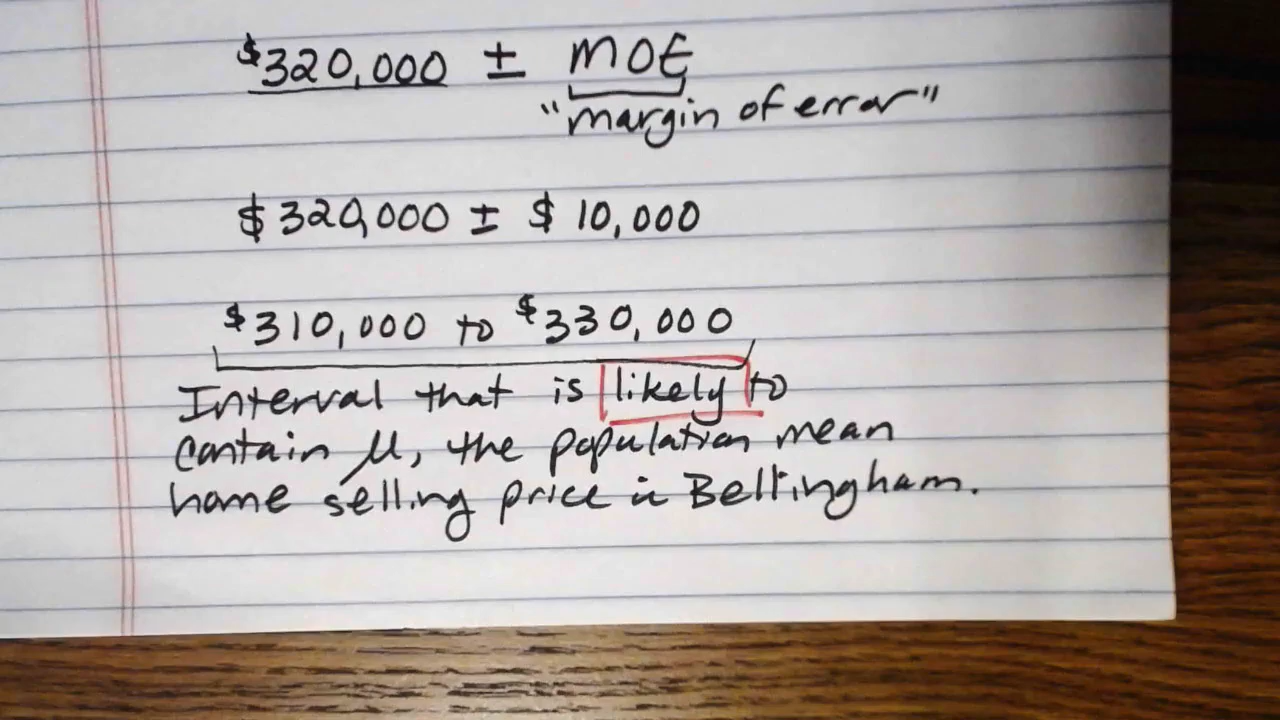 $320,000 ± MOE
"margin of error"
$320,000 ± $10,000
$310,000 to $330,000
Interval that is likely to
contain μ, the population mean
home selling price in Bellingham.